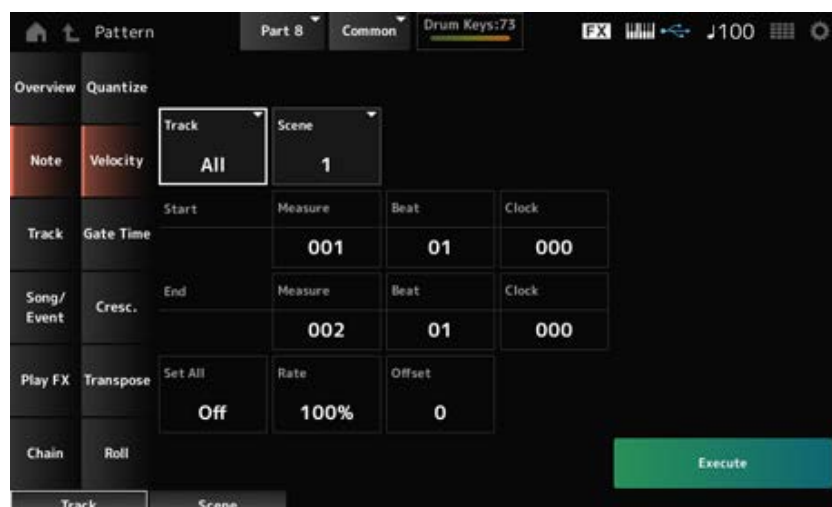 Pattern
Part 8
Common
Drum Keys:73
FX
♩100
Overview
Quantize
Note
Velocity
Track
All
Scene
1
Track
Gate Time
Start
Measure
001
Beat
01
Clock
000
Song/
Event
Cresc.
End
Measure
002
Beat
01
Clock
000
Play FX
Transpose
Set All
Off
Rate
100%
Offset
0
Chain
Roll
Execute
Track
Scene